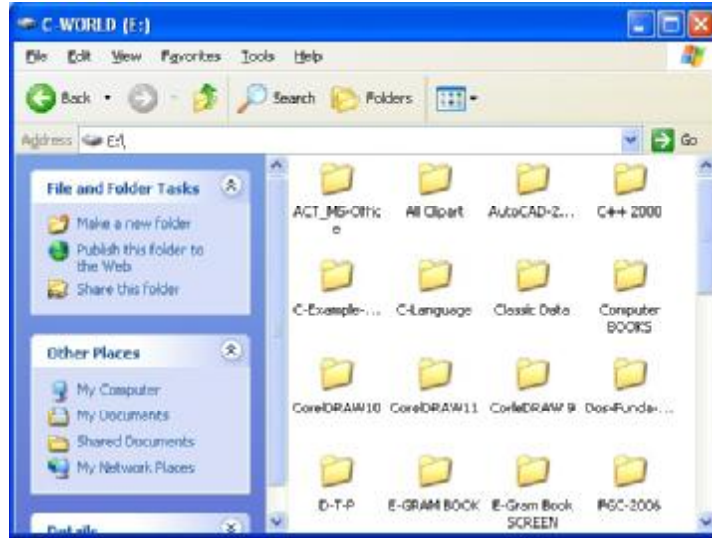 C-WORLD (E:)
File Edit View Favorites Tools Help
Back Search Folders
Address E:\ Go
File and Folder Tasks
Make a new folder
Publish this folder to
the Web
Share this folder
Other Places
My Computer
My Documents
Shared Documents
My Network Places
Details
ACT_MS-Offic
e
All Clipart
AutoCAD-2...
C++ 2000
C-Example-...
C-Language
Classic Data
Computer
BOOKS
CorelDRAW10
CorelDRAW11
CorleDRAW 9
Dos-Funda-...
D-T-P
E-GRAM BOOK
E-Gram Book
SCREEN
PGC-2006